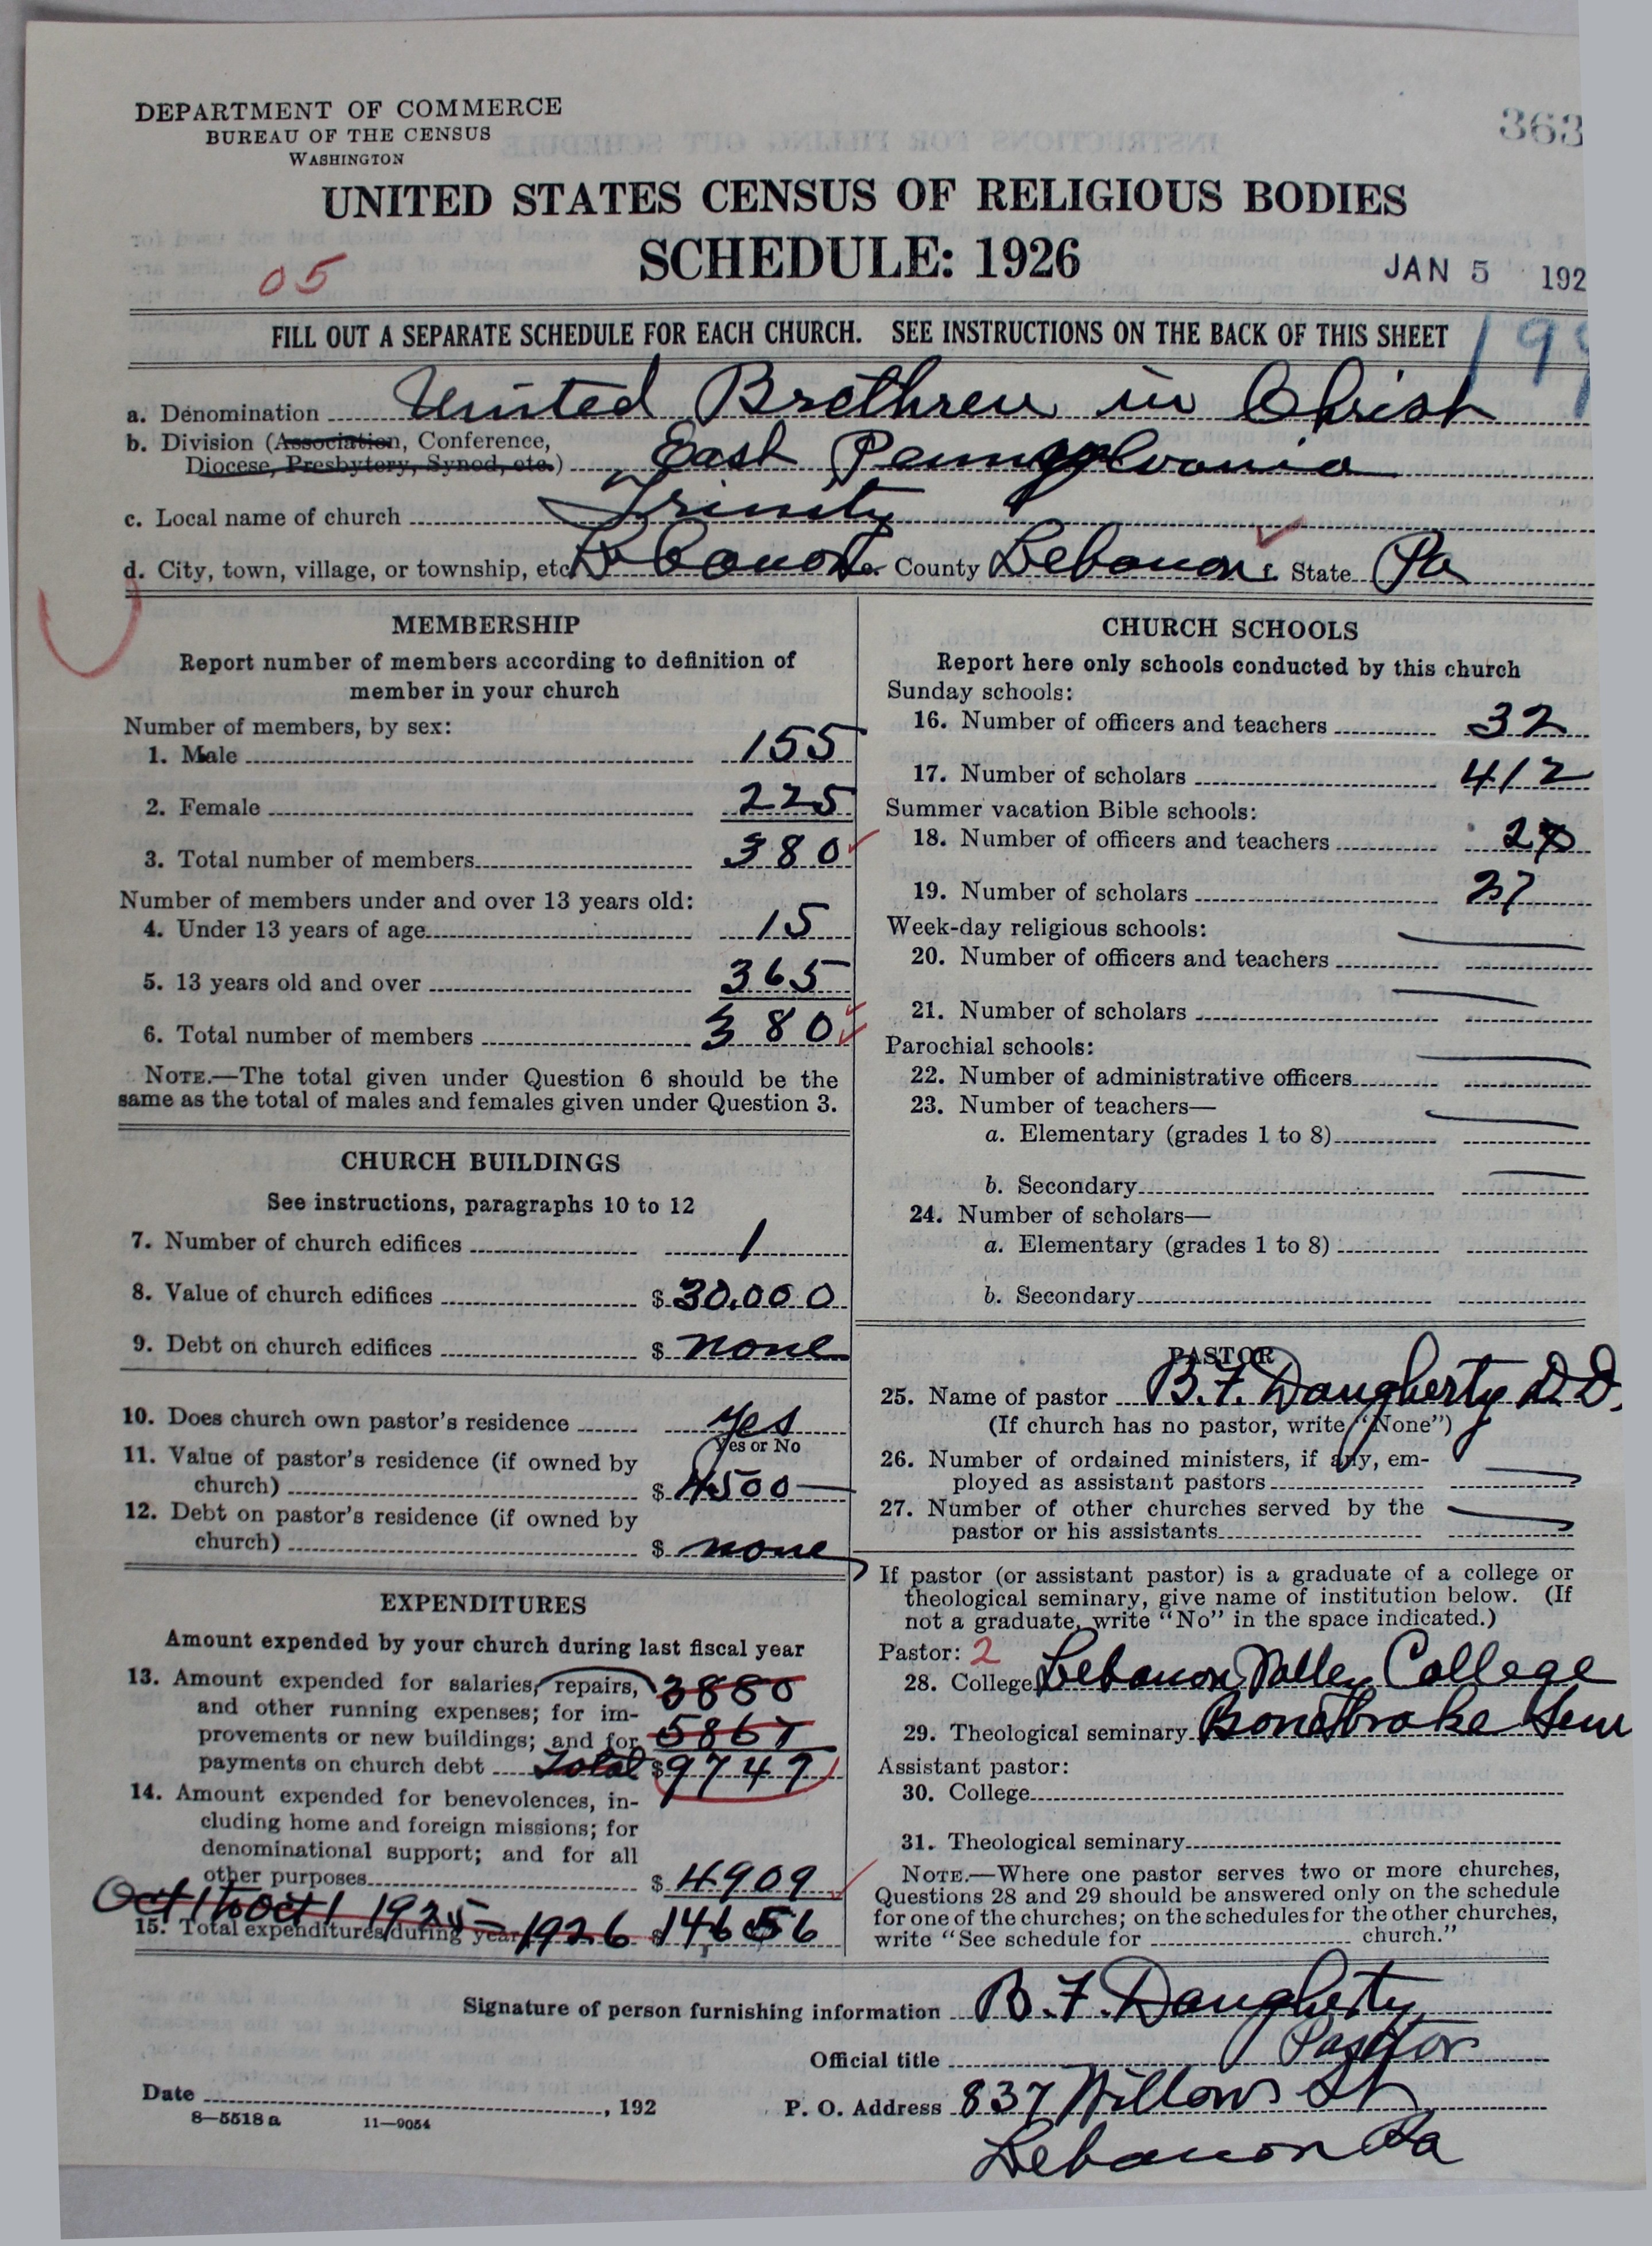 DEPARTMENT OF COMMERCE
BUREAU OF THE CENSUS
WASHINGTON
363
UNITED STATES CENSUS OF RELIGIOUS BODIES
SCHEDULE: 1926
05
JAN 5 192
FILL OUT A SEPARATE SCHEDULE FOR EACH CHURCH. SEE INSTRUCTIONS ON THE BACK OF THIS SHEET
a. Denomination United Brethren in Christ
b. Division (Association, Conference,
Diocese, Presbytery, Synod, etc.) East Pennsylvania
c. Local name of church Trinity
d. City, town, village, or township, etc. Lebanon County Lebanon State Pa
MEMBERSHIP
Report number of members according to definition of
member in your church
Number of members, by sex:
1. Male 155
2. Female 225
3. Total number of members 380
Number of members under and over 13 years old:
4. Under 13 years of age 15
5. 13 years old and over 365
6. Total number of members 380
NOTE.—The total given under Question 6 should be the
same as the total of males and females given under Question 3.
CHURCH BUILDINGS
See instructions, paragraphs 10 to 12
7. Number of church edifices 1
8. Value of church edifices $ 30,000
9. Debt on church edifices $ none
10. Does church own pastor's residence yes
Yes or No
11. Value of pastor's residence (if owned by
church) $ 4500
12. Debt on pastor's residence (if owned by
church) $ none
EXPENDITURES
Amount expended by your church during last fiscal year
13. Amount expended for salaries, repairs, 3880
and other running expenses; for im-
provements or new buildings; and for 5867
payments on church debt Total $ 9747
14. Amount expended for benevolences, in-
cluding home and foreign missions; for
denominational support; and for all
other purposes $ 4909
Oct 1 to Oct 1 1925-1926
15. Total expenditures during year $ 14656
CHURCH SCHOOLS
Report here only schools conducted by this church
Sunday schools:
16. Number of officers and teachers 32
17. Number of scholars 412
Summer vacation Bible schools:
18. Number of officers and teachers 2
19. Number of scholars 27
Week-day religious schools:
20. Number of officers and teachers
21. Number of scholars
Parochial schools:
22. Number of administrative officers
23. Number of teachers—
a. Elementary (grades 1 to 8)
b. Secondary
24. Number of scholars—
a. Elementary (grades 1 to 8)
b. Secondary
PASTOR
25. Name of pastor B.F. Daugherty D.D.
(If church has no pastor, write "None")
26. Number of ordained ministers, if any, em-
ployed as assistant pastors
27. Number of other churches served by the
pastor or his assistants
If pastor (or assistant pastor) is a graduate of a college or
theological seminary, give name of institution below. (If
not a graduate, write "No" in the space indicated.)
Pastor: 2
28. College Lebanon Valley College
29. Theological seminary Bonebrake Sem
Assistant pastor:
30. College
31. Theological seminary
NOTE.—Where one pastor serves two or more churches,
Questions 28 and 29 should be answered only on the schedule
for one of the churches; on the schedules for the other churches,
write "See schedule for church."
Signature of person furnishing information B.F. Daugherty
Official title Pastor
Date , 192
P. O. Address 837 Willow St
Lebanon Pa
8—5518 a 11—9054